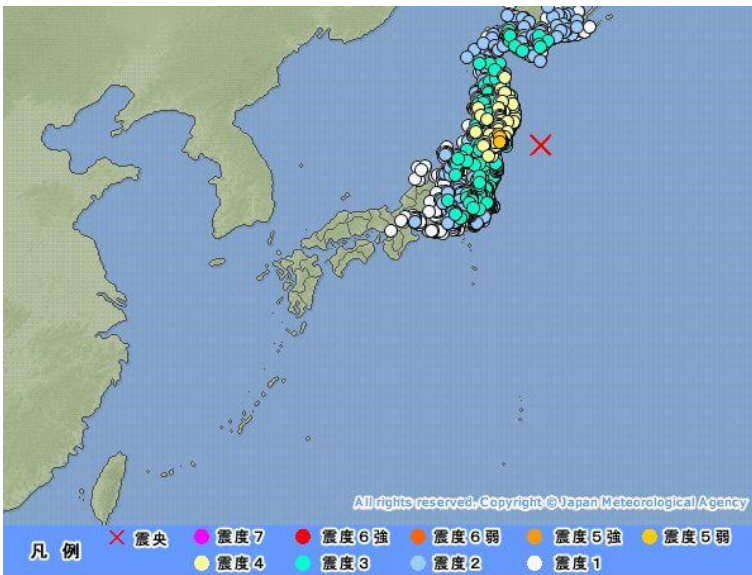 All rights reserved. Copyright © Japan Meteorological Agency
凡 例 × 震央 震度7 震度6強 震度6弱 震度5強 震度5弱
震度4 震度3 震度2 震度1